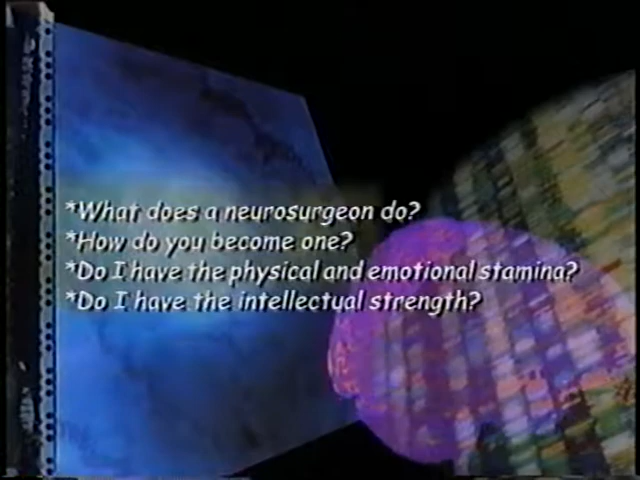 *What does a neurosurgeon do?
*How do you become one?
*Do I have the physical and emotional stamina?
*Do I have the intellectual strength?